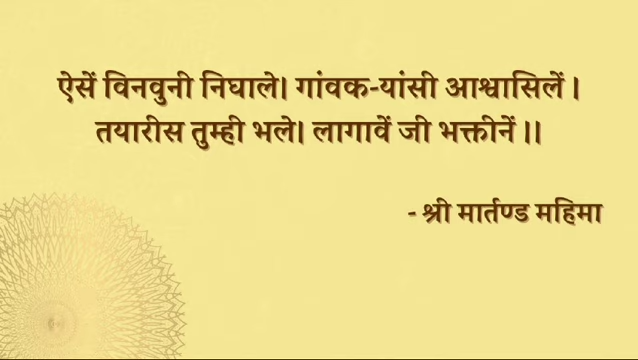 ऐसें विनवुनी निघाले। गांवक-यांसी आश्वासिलें।
तयारीस तुम्ही भले। लागावें जी भक्तीनें।।
- श्री मार्तण्ड महिमा